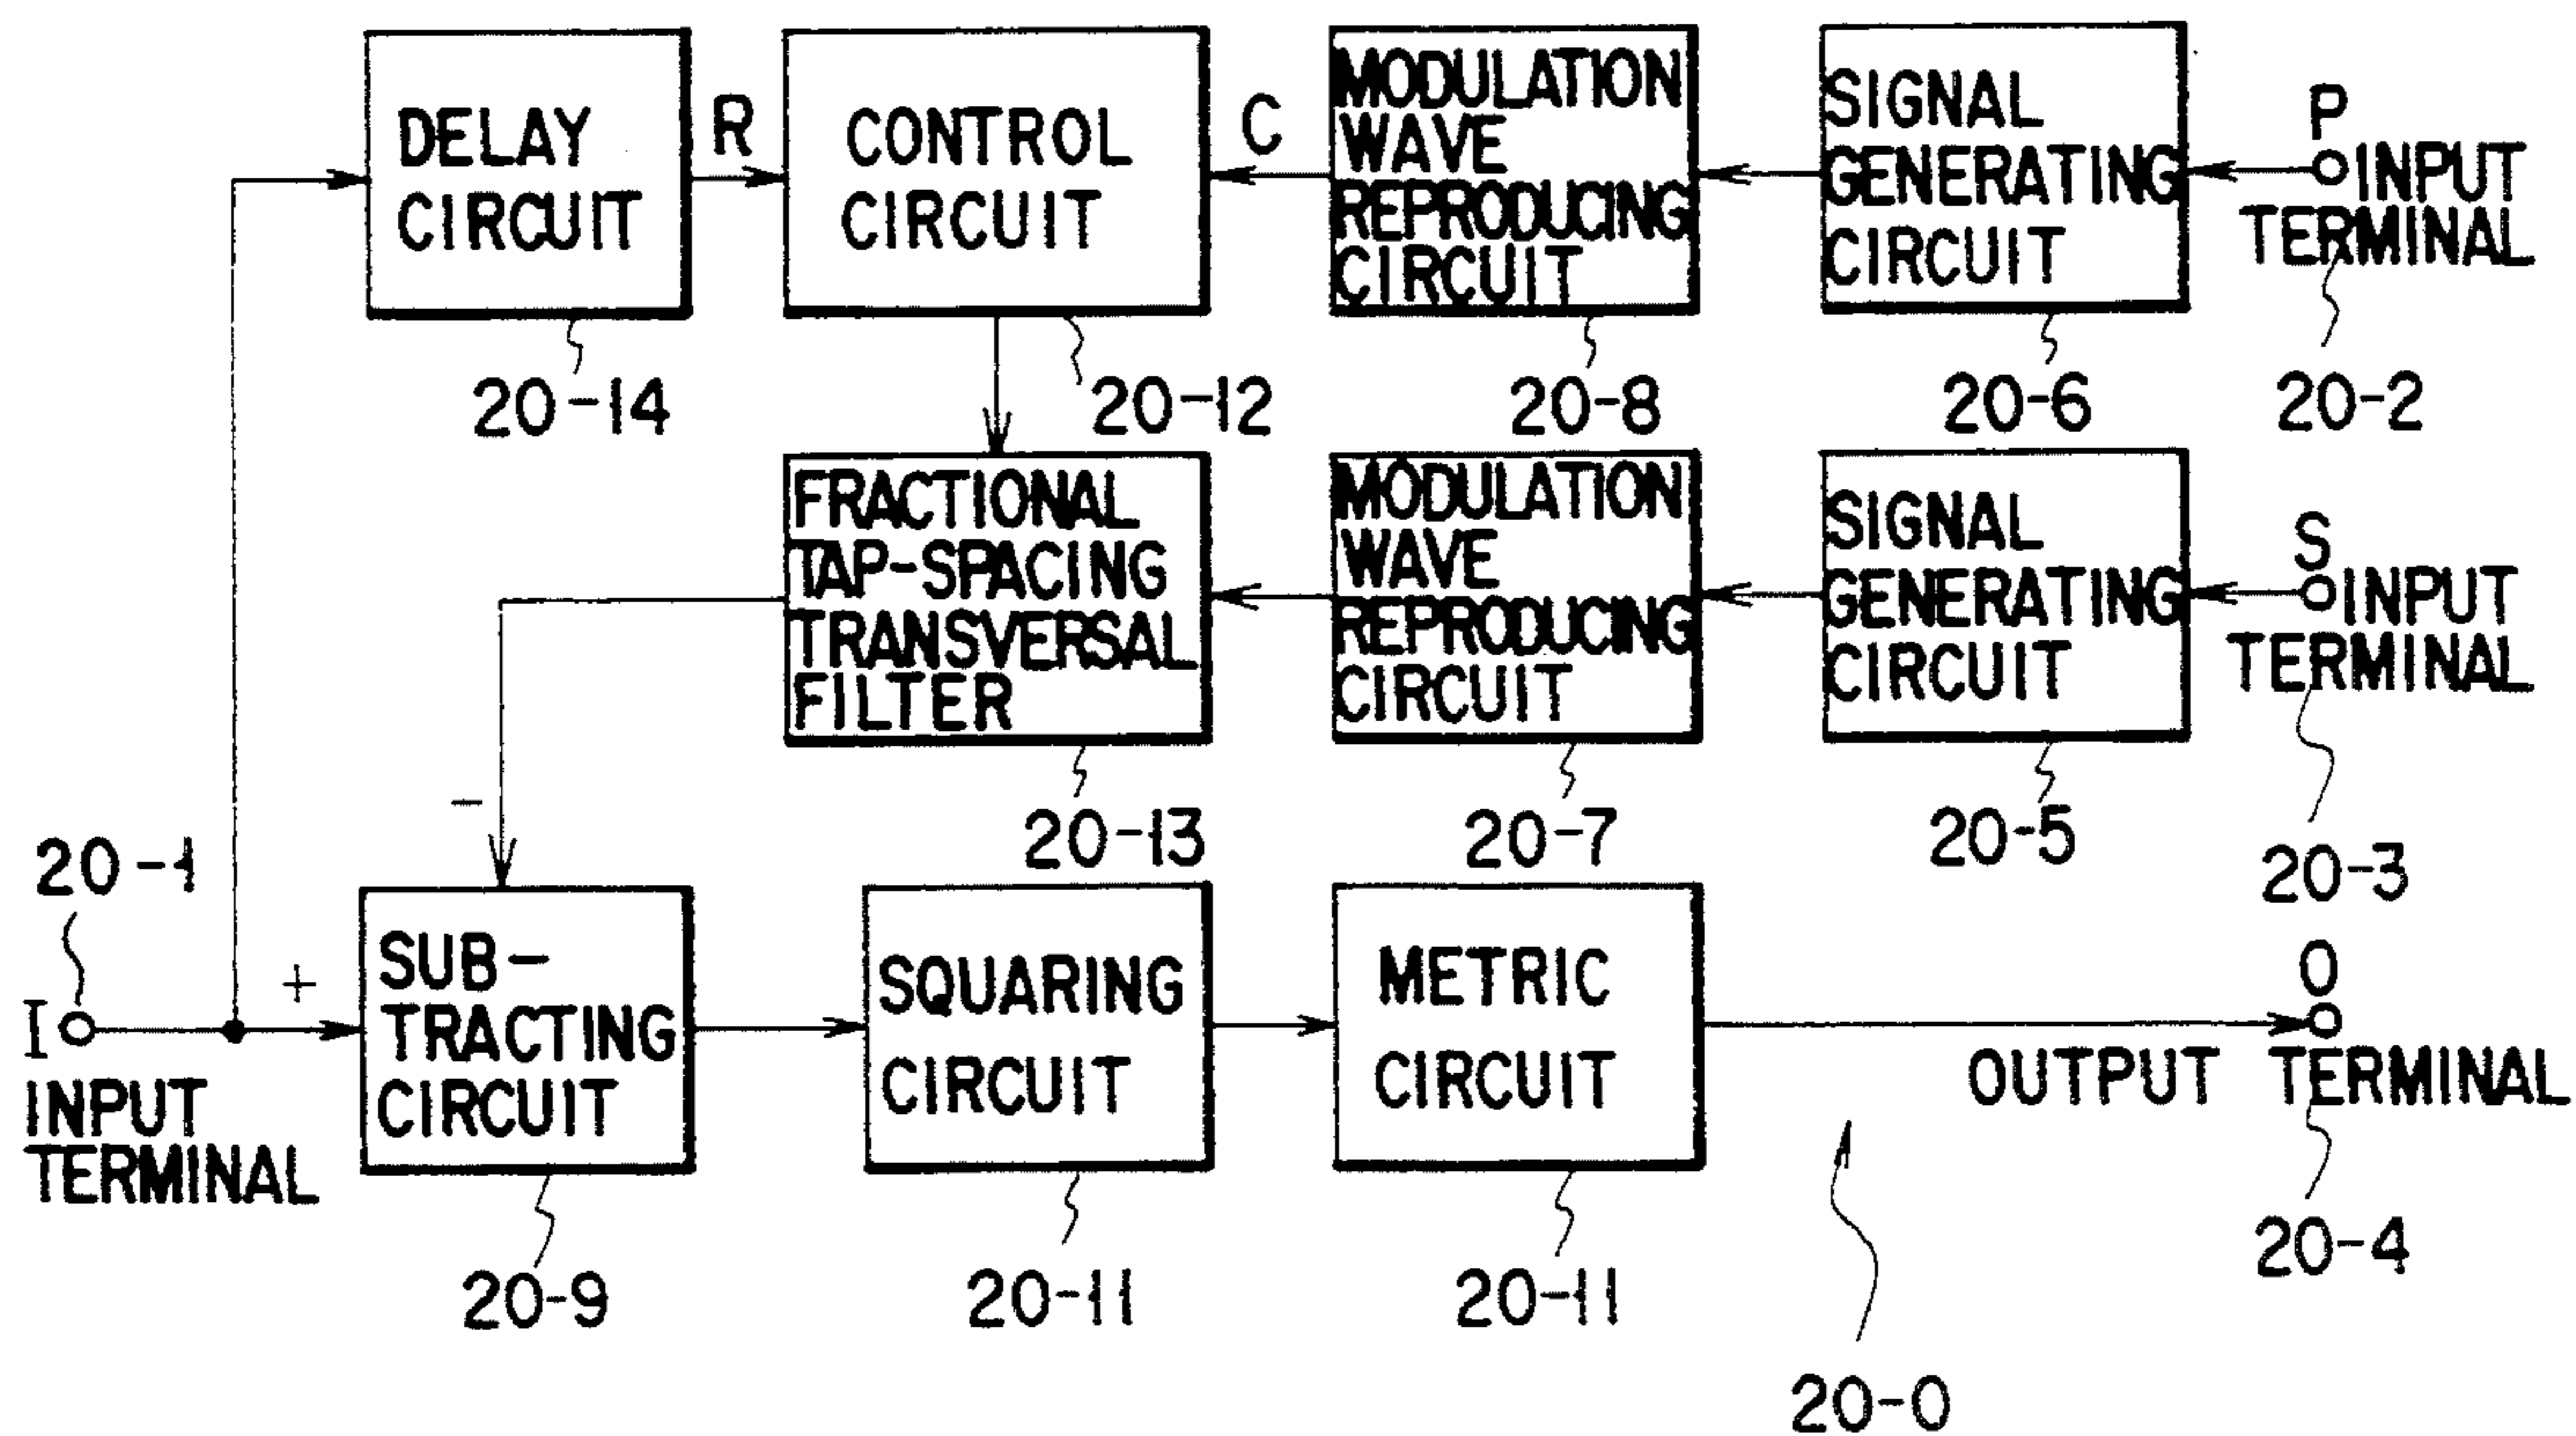 DELAY
CIRCUIT
R
CONTROL
CIRCUIT
C
MODULATION
WAVE
REPRODUCING
CIRCUIT
SIGNAL
GENERATING
CIRCUIT
P
INPUT
TERMINAL
20-14
20-12
20-8
20-6
20-2
FRACTIONAL
TAP-SPACING
TRANSVERSAL
FILTER
MODULATION
WAVE
REPRODUCING
CIRCUIT
SIGNAL
GENERATING
CIRCUIT
S
INPUT
TERMINAL
-
20-13
20-7
20-5
20-3
20-1
I
INPUT
TERMINAL
+
SUB-
TRACTING
CIRCUIT
SQUARING
CIRCUIT
METRIC
CIRCUIT
O
OUTPUT TERMINAL
20-9
20-11
20-11
20-4
20-0